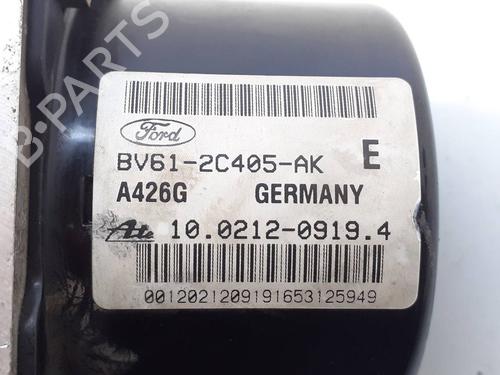 B-PARTS
Ford
BV61-2C405-AK E
A426G GERMANY
Ate 10.0212-0919.4
0012021209191653125949